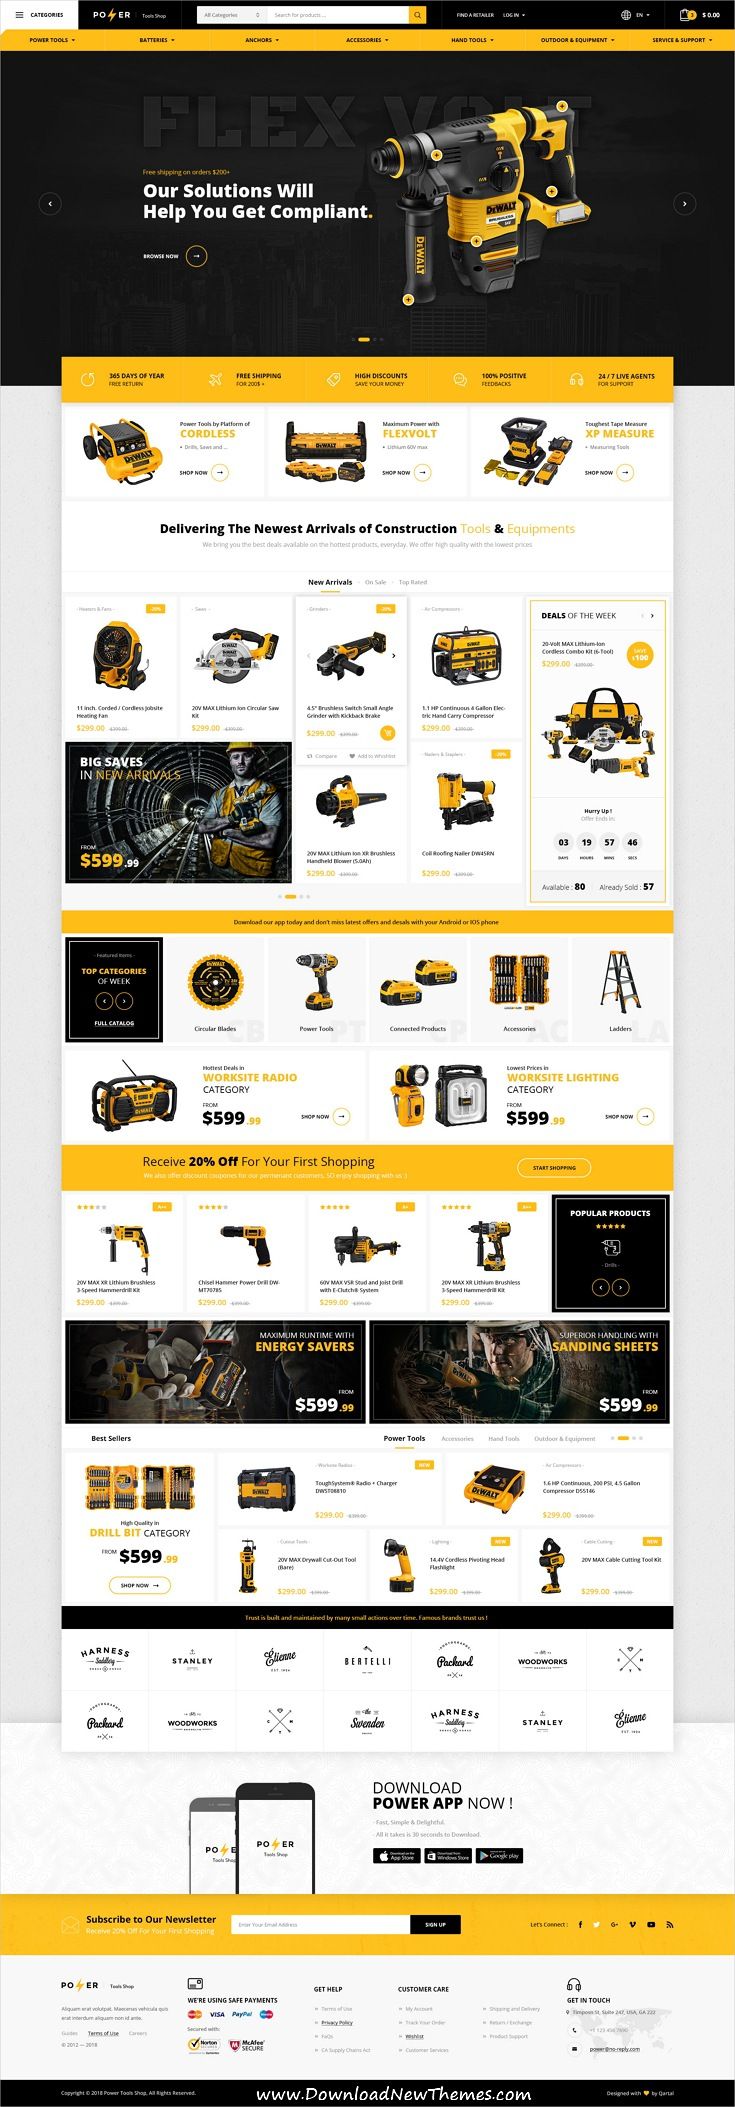 CATEGORIES
POWER Tools Shop
All Categories
Search for products ...
FIND A RETAILER
LOG IN
EN
3
$ 0.00
POWER TOOLS
BATTERIES
ANCHORS
ACCESSORIES
HAND TOOLS
OUTDOOR & EQUIPMENT
SERVICE & SUPPORT
FLEX VOLT
Free shipping on orders $200+
Our Solutions Will
Help You Get Compliant.
BROWSE NOW
DEWALT
BRUSHLESS
DEWALT
365 DAYS OF YEAR
FREE RETURN
FREE SHIPPING
FOR 200$ +
HIGH DISCOUNTS
SAVE YOUR MONEY
100% POSITIVE
FEEDBACKS
24 / 7 LIVE AGENTS
FOR SUPPORT
Power Tools by Platform of
CORDLESS
• Drills, Saws and ...
SHOP NOW
Maximum Power with
FLEXVOLT
• Lithium 60V max
SHOP NOW
Toughest Tape Measure
XP MEASURE
• Measuring Tools
SHOP NOW
Delivering The Newest Arrivals of Construction Tools & Equipments
We bring you the best deals available on the hottest products, everyday. We offer high quality with the lowest prices
New Arrivals - On Sale - Top Rated
- Heaters & Fans -
-20%
11 inch. Corded / Cordless Jobsite
Heating Fan
$299.00 $399.00
- Saws -
20V MAX Lithium Ion Circular Saw
Kit
$299.00 $399.00
- Grinders -
-20%
4.5" Brushless Switch Small Angle
Grinder with Kickback Brake
$299.00 $399.00
Compare
Add to Whishlist
- Air Compressors -
1.1 HP Continuous 4 Gallon Elec-
tric Hand Carry Compressor
$299.00 $399.00
DEALS OF THE WEEK
20-Volt MAX Lithium-Ion
Cordless Combo Kit (6-Tool)
$299.00 $399.00
SAVE
$100
Hurry Up !
Offer Ends in:
03 19 57 46
DAYS HOURS MINS SECS
Available : 80
Already Sold : 57
BIG SAVES
IN NEW ARRIVALS
FROM
$599.99
20V MAX Lithium Ion XR Brushless
Handheld Blower (5.0Ah)
$299.00 $399.00
- Nailers & Staplers -
-20%
Coil Roofing Nailer DW45RN
$299.00 $399.00
Download our app today and don't miss latest offers and desals with your Android or IOS phone
- Featured Items -
TOP CATEGORIES
OF WEEK
FULL CATALOG
CB
Circular Blades
PT
Power Tools
CP
Connected Products
AC
Accessories
LA
Ladders
Hottest Deals in
WORKSITE RADIO
CATEGORY
FROM
$599.99
SHOP NOW
Lowest Prices in
WORKSITE LIGHTING
CATEGORY
FROM
$599.99
SHOP NOW
Receive 20% Off For Your First Shopping
We also offer discount coupones for our permenant customers. SO enjoy shopping with us :)
START SHOPPING
A++
20V MAX XR Lithium Brushless
3-Speed Hammerdrill Kit
$299.00 $399.00
Chisel Hammer Power Drill DW-
MT70785
$299.00 $399.00
A+
60V MAX VSR Stud and Joist Drill
with E-Clutch® System
$299.00 $399.00
A++
20V MAX XR Lithium Brushless
3-Speed Hammerdrill Kit
$299.00 $399.00
POPULAR PRODUCTS
- Drills -
MAXIMUM RUNTIME WITH
ENERGY SAVERS
FROM
$599.99
SUPERIOR HANDLING WITH
SANDING SHEETS
FROM
$599.99
Best Sellers
Power Tools
Accessories
Hand Tools
Outdoor & Equipment
High Quality in
DRILL BIT CATEGORY
FROM $599.99
SHOP NOW
- Worksite Radios -
NEW
ToughSystem® Radio + Charger
DWST08810
$299.00 $399.00
- Air Compressors -
1.6 HP Continuous, 200 PSI, 4.5 Gallon
Compressor D55146
$299.00 $399.00
- Cutout Tools -
20V MAX Drywall Cut-Out Tool
(Bare)
$299.00 $399.00
- Lighting -
NEW
14.4V Cordless Pivoting Head
Flashlight
$299.00 $399.00
- Cable Cutting -
NEW
20V MAX Cable Cutting Tool Kit
$299.00 $399.00
Trust is built and maintained by many small actions over time. Famous brands trust us !
HARNESS
Saddlery
STANLEY
Étienne
EST. 1924
BERTELLI
PHOTOGRAPHY
Packard
WOODWORKS
PHOTOGRAPHY
Packard
WOODWORKS
the
Swenden
HARNESS
Saddlery
STANLEY
Étienne
EST. 1924
DOWNLOAD
POWER APP NOW !
- Fast, Simple & Delightful.
- All it takes is 30 seconds to Download.
App Store
Windows Store
Google play
POWER
Tools Shop
POWER
Tools Shop
Subscribe to Our Newsletter
Receive 20% Off For Your First Shopping
Enter Your Email Address
SIGN UP
Let's Connect :
POWER Tools Shop
Aliquam erat volutpat. Maecenas vehicula quis
erat interdum aliquam non id ante.
Guides
Terms of Use
Careers
© 2012 — 2018
WE'RE USING SAFE PAYMENTS
VISA
PayPal
Secured with:
Norton
McAfee
SECURE
GET HELP
» Terms of Use
» Privacy Policy
» FaQs
» CA Supply Chains Act
CUSTOMER CARE
» My Account
» Track Your Order
» Wishlist
» Customer Services
» Shipping and Delivery
» Return / Exchange
» Product Support
GET IN TOUCH
Timposn St, Suite 247, USA, GA 222
+1 123 456 7890
power@no-reply.com
Copyright © 2018 Power Tools Shop, All Rights Reserved.
www.DownloadNewThemes.com
Designed with by Qartal